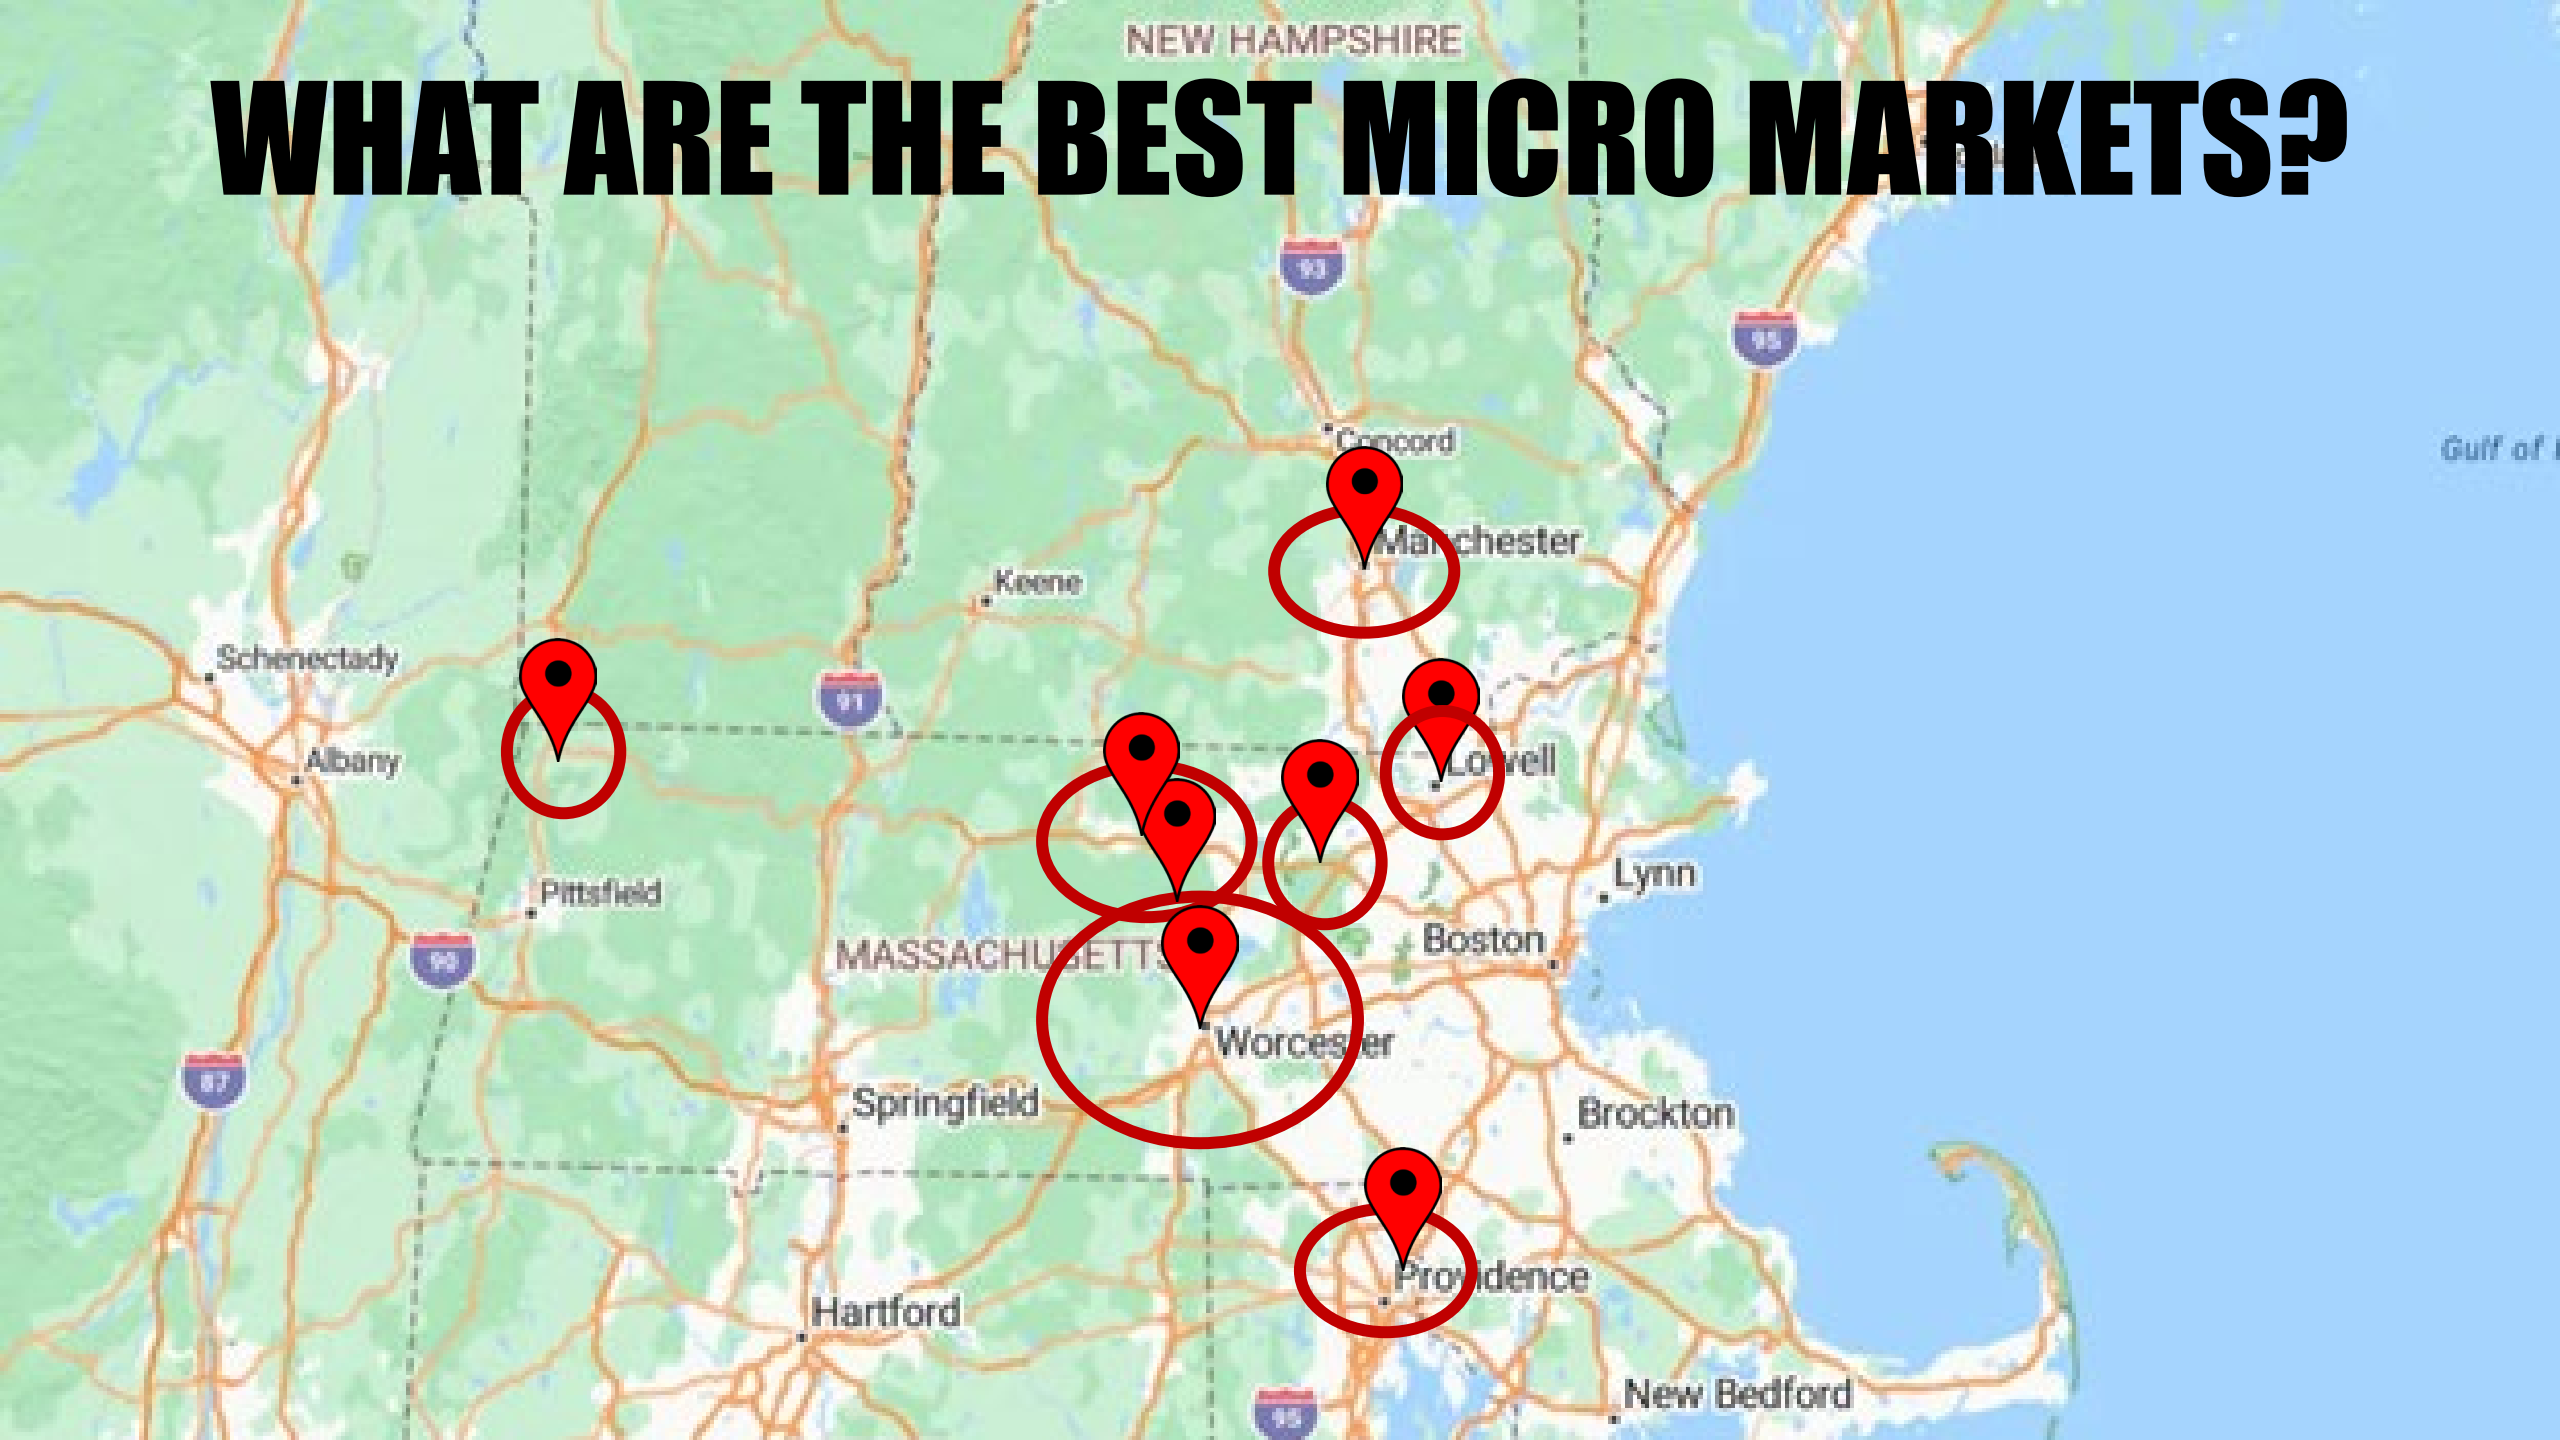 NEW HAMPSHIRE
WHAT ARE THE BEST MICRO MARKETS?
93
95
Concord
Gulf of
Manchester
Keene
Schenectady
91
Albany
Lowell
Pittsfield
Lynn
90
MASSACHUSETTS
Boston
Worcester
87
Springfield
Brockton
Providence
Hartford
New Bedford
95